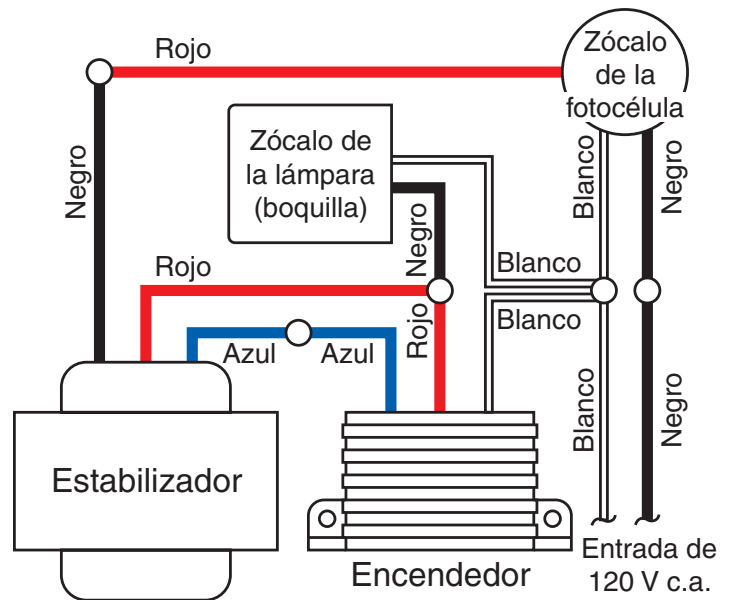 Rojo
Zócalo
de la
fotocélula
Zócalo de
la lámpara
(boquilla)
Negro
Negro
Blanco
Negro
Rojo
Blanco
Blanco
Rojo
Azul
Azul
Blanco
Negro
Estabilizador
Encendedor
Entrada de
120 V c.a.